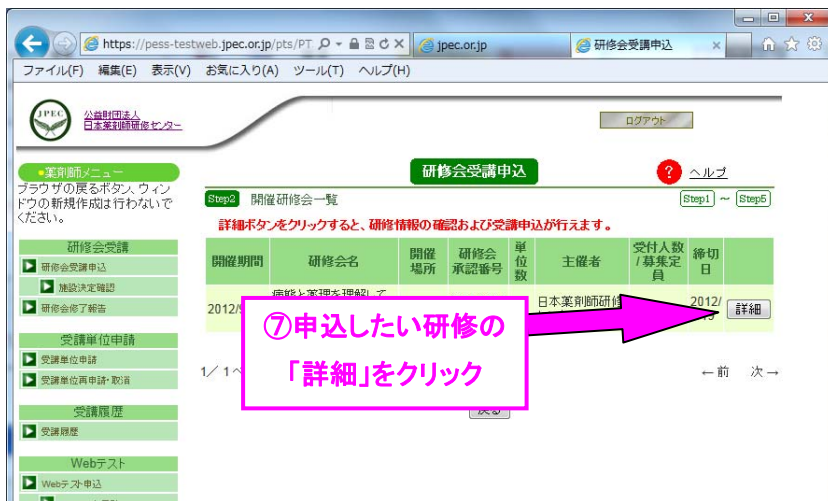 https://pess-testweb.jpec.or.jp/pts/PT
jpec.or.jp
研修会受講申込
ファイル(F) 編集(E) 表示(V) お気に入り(A) ツール(T) ヘルプ(H)
JPEC
公益財団法人
日本薬剤師研修センター
ログアウト
●薬剤師メニュー
ブラウザの戻るボタン、ウィン
ドウの新規作成は行わないで
ください。
研修会受講
研修会受講申込
施設決定確認
研修会修了報告
受講単位申請
受講単位申請
受講単位再申請・取消
受講履歴
受講履歴
Webテスト
Webテスト申込
研修会受講申込
? ヘルプ
Step2 開催研修会一覧
Step1 ~ Step5
詳細ボタンをクリックすると、研修情報の確認および受講申込が行えます。
開催期間 研修会名 開催場所 研修会承認番号 単位数 主催者 受付人数/募集定員 締切日
2012/
病態と薬理を理解して
日本薬剤師研修
2012/
詳細
1/ 1ペ
←前 次→
戻る
⑦申込したい研修の
「詳細」をクリック